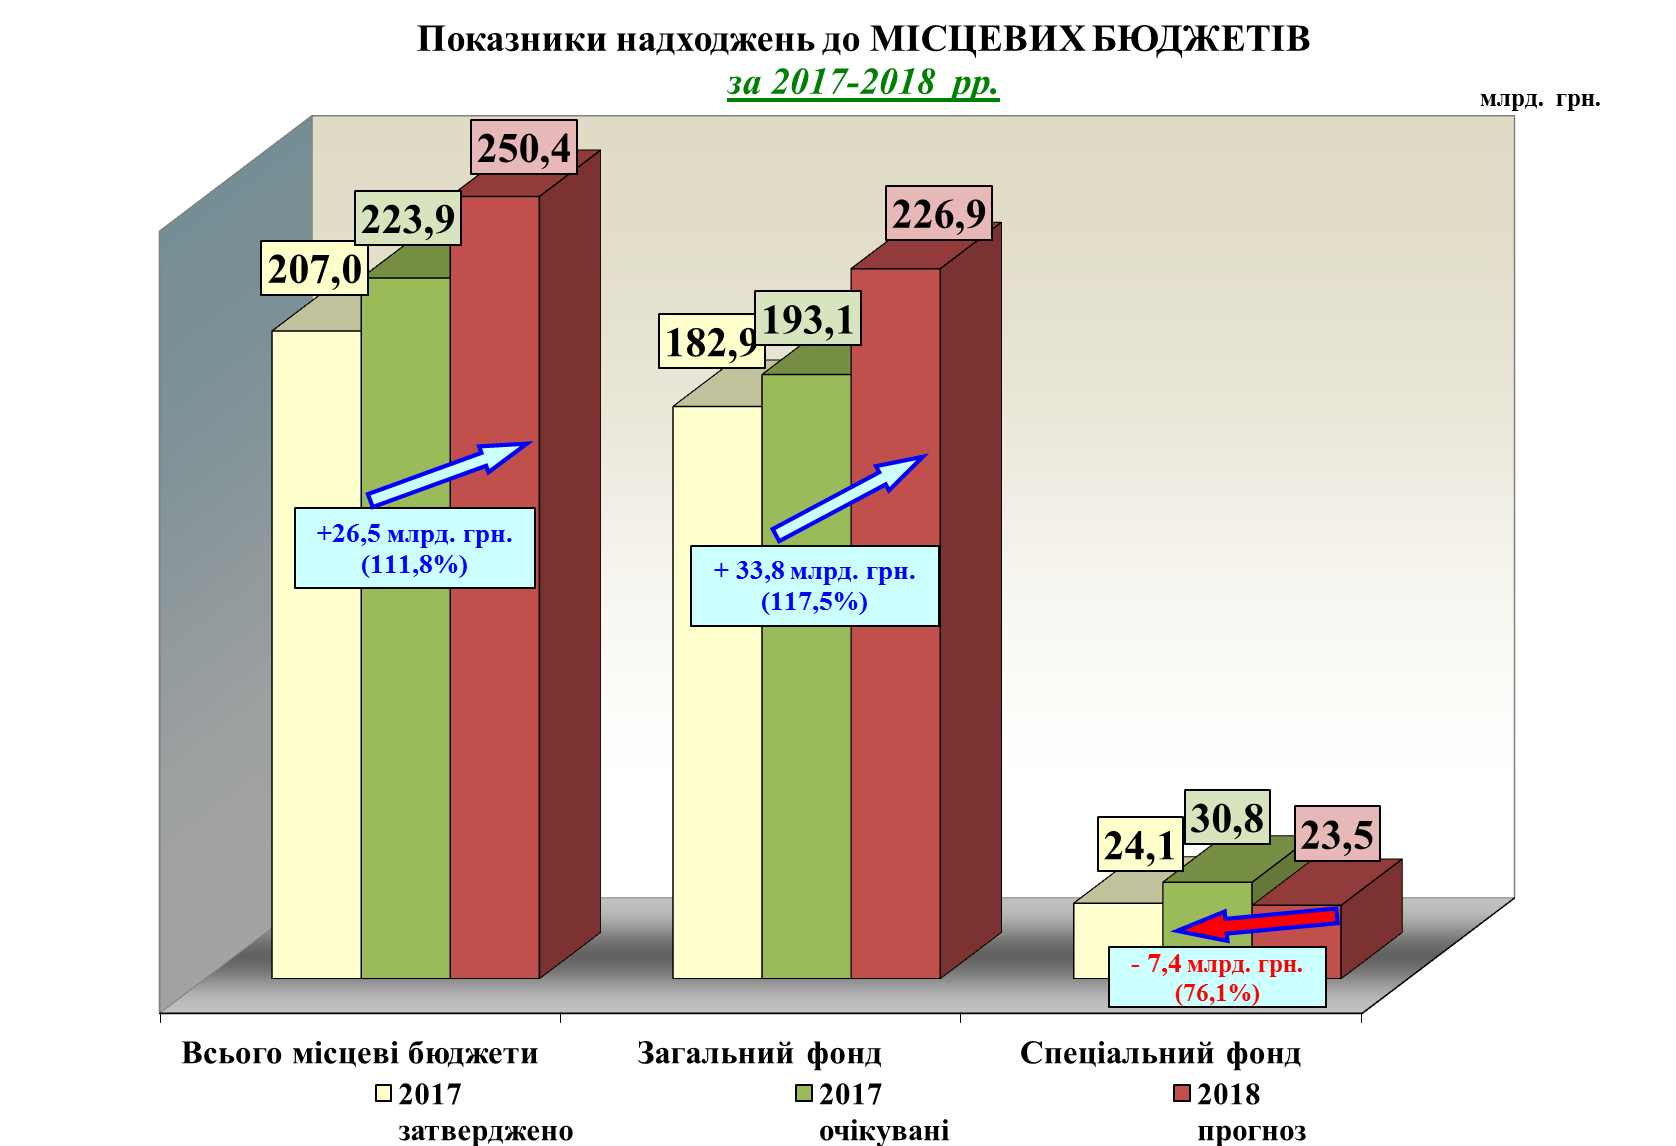 Показники надходжень до МІСЦЕВИХ БЮДЖЕТІВ
за 2017-2018 рр.
млрд. грн.
250,4
223,9
207,0
226,9
193,1
182,9
+26,5 млрд. грн.
(111,8%)
+ 33,8 млрд. грн.
(117,5%)
30,8
23,5
24,1
- 7,4 млрд. грн.
(76,1%)
Всього місцеві бюджети
Загальний фонд
Спеціальний фонд
2017
затверджено
2017
очікувані
2018
прогноз